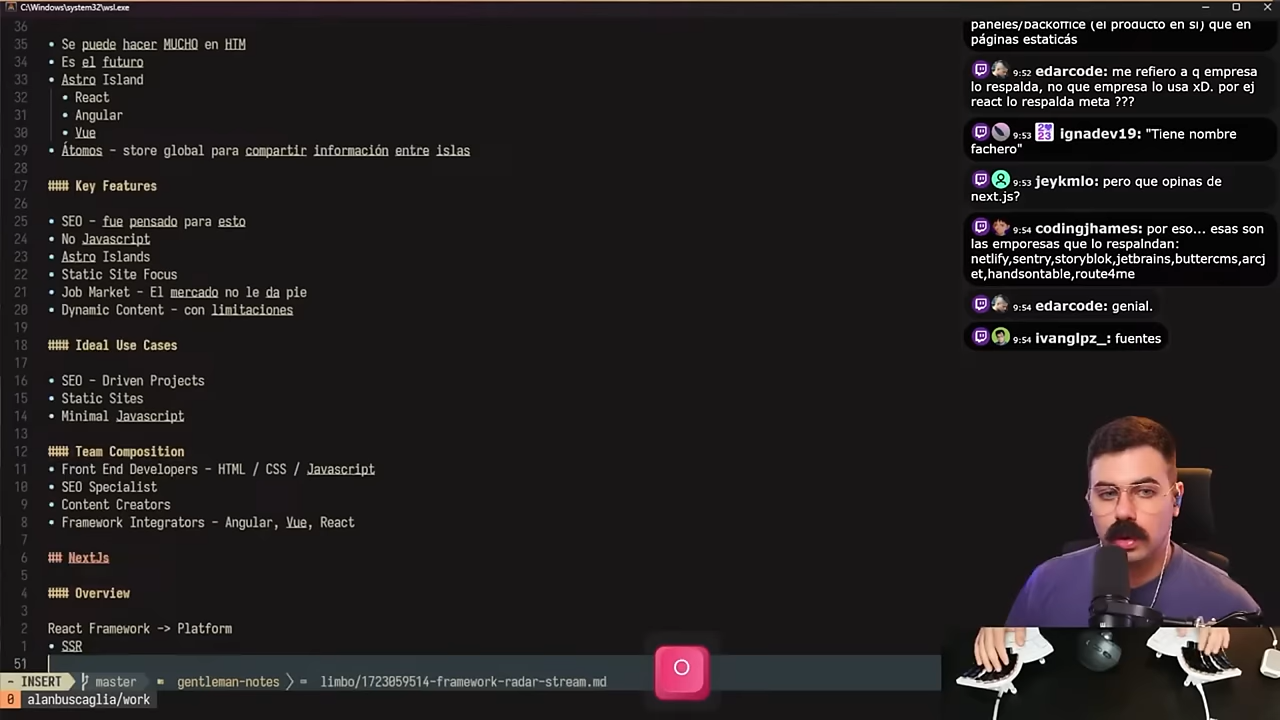 C:\Windows\system32\wsl.exe
36
35 • Se puede hacer MUCHO en HTM
34 • Es el futuro
33 • Astro Island
32 • React
31 • Angular
30 • Vue
29 • Átomos - store global para compartir información entre islas
28
27 #### Key Features
26
25 • SEO - fue pensado para esto
24 • No Javascript
23 • Astro Islands
22 • Static Site Focus
21 • Job Market - El mercado no le da pie
20 • Dynamic Content - con limitaciones
19
18 #### Ideal Use Cases
17
16 • SEO - Driven Projects
15 • Static Sites
14 • Minimal Javascript
13
12 #### Team Composition
11 • Front End Developers - HTML / CSS / Javascript
10 • SEO Specialist
9 • Content Creators
8 • Framework Integrators - Angular, Vue, React
7
6 ## NextJs
5
4 #### Overview
3
2 React Framework -> Platform
1 • SSR
51
- INSERT master gentleman-notes limbo/1723059514-framework-radar-stream.md
0 alanbuscaglia/work
paneles/backoffice (el producto en si) que en
páginas estaticás
9:52 edarcode: me refiero a q empresa
lo respalda, no que empresa lo usa xD. por ej
react lo respalda meta ???
9:53 ignadev19: "Tiene nombre
fachero"
9:53 jeykmlo: pero que opinas de
next.js?
9:54 codingjhames: por eso... esas son
las emporesas que lo respalndan:
netlify,sentry,storyblok,jetbrains,buttercms,arcj
et,handsontable,route4me
9:54 edarcode: genial.
9:54 ivanglpz_: fuentes